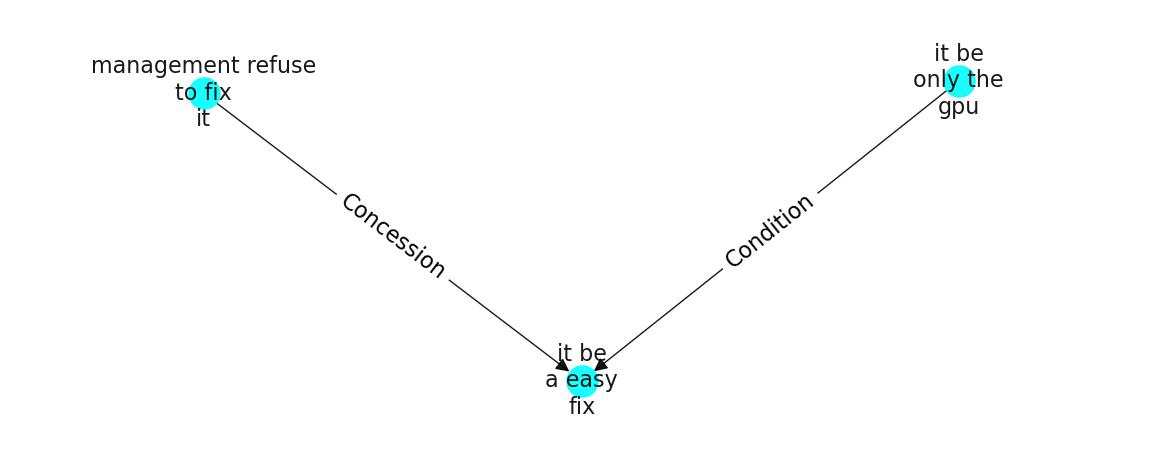 management refuse
to fix
it
it be
only the
gpu
Concession
Condition
it be
a easy
fix